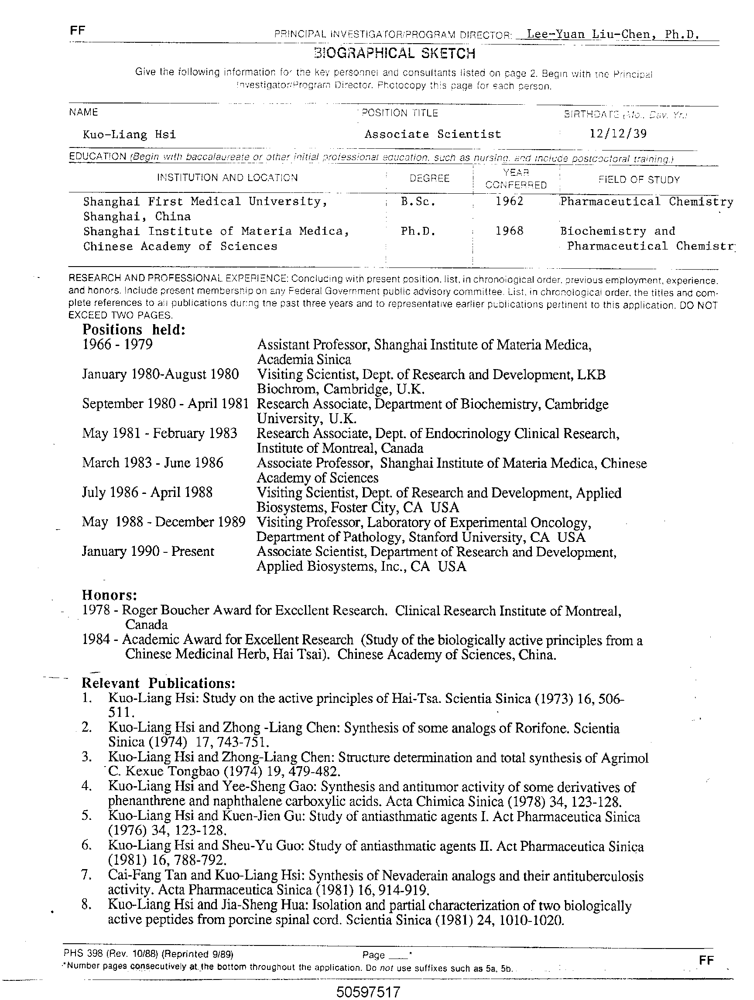 FF
PRINCIPAL INVESTIGATOR/PROGRAM DIRECTOR: Lee-Yuan Liu-Chen, Ph.D.
BIOGRAPHICAL SKETCH
Give the following information for the key personnel and consultants listed on page 2. Begin with the Principal
Investigator/Program Director. Photocopy this page for each person.
NAME POSITION TITLE BIRTHDATE (Mo., Day, Yr.)
Kuo-Liang Hsi Associate Scientist 12/12/39
EDUCATION (Begin with baccalaureate or other initial professional education, such as nursing, and include postdoctoral training.)
INSTITUTION AND LOCATION DEGREE YEAR CONFERRED FIELD OF STUDY
Shanghai First Medical University, B.Sc. 1962 Pharmaceutical Chemistry
Shanghai, China
Shanghai Institute of Materia Medica, Ph.D. 1968 Biochemistry and
Chinese Academy of Sciences Pharmaceutical Chemistr
RESEARCH AND PROFESSIONAL EXPERIENCE: Concluding with present position, list, in chronological order, previous employment, experience,
and honors. Include present membership on any Federal Government public advisory committee. List, in chronological order, the titles and com-
plete references to all publications during the past three years and to representative earlier publications pertinent to this application. DO NOT
EXCEED TWO PAGES.
Positions held:
1966 - 1979 Assistant Professor, Shanghai Institute of Materia Medica,
Academia Sinica
January 1980-August 1980 Visiting Scientist, Dept. of Research and Development, LKB
Biochrom, Cambridge, U.K.
September 1980 - April 1981 Research Associate, Department of Biochemistry, Cambridge
University, U.K.
May 1981 - February 1983 Research Associate, Dept. of Endocrinology Clinical Research,
Institute of Montreal, Canada
March 1983 - June 1986 Associate Professor, Shanghai Institute of Materia Medica, Chinese
Academy of Sciences
July 1986 - April 1988 Visiting Scientist, Dept. of Research and Development, Applied
Biosystems, Foster City, CA USA
May 1988 - December 1989 Visiting Professor, Laboratory of Experimental Oncology,
Department of Pathology, Stanford University, CA USA
January 1990 - Present Associate Scientist, Department of Research and Development,
Applied Biosystems, Inc., CA USA
Honors:
1978 - Roger Boucher Award for Excellent Research. Clinical Research Institute of Montreal,
Canada
1984 - Academic Award for Excellent Research (Study of the biologically active principles from a
Chinese Medicinal Herb, Hai Tsai). Chinese Academy of Sciences, China.
Relevant Publications:
1. Kuo-Liang Hsi: Study on the active principles of Hai-Tsa. Scientia Sinica (1973) 16, 506-
511.
2. Kuo-Liang Hsi and Zhong -Liang Chen: Synthesis of some analogs of Rorifone. Scientia
Sinica (1974) 17, 743-751.
3. Kuo-Liang Hsi and Zhong-Liang Chen: Structure determination and total synthesis of Agrimol
C. Kexue Tongbao (1974) 19, 479-482.
4. Kuo-Liang Hsi and Yee-Sheng Gao: Synthesis and antitumor activity of some derivatives of
phenanthrene and naphthalene carboxylic acids. Acta Chimica Sinica (1978) 34, 123-128.
5. Kuo-Liang Hsi and Kuen-Jien Gu: Study of antiasthmatic agents I. Act Pharmaceutica Sinica
(1976) 34, 123-128.
6. Kuo-Liang Hsi and Sheu-Yu Guo: Study of antiasthmatic agents II. Act Pharmaceutica Sinica
(1981) 16, 788-792.
7. Cai-Fang Tan and Kuo-Liang Hsi: Synthesis of Nevaderain analogs and their antituberculosis
activity. Acta Pharmaceutica Sinica (1981) 16, 914-919.
8. Kuo-Liang Hsi and Jia-Sheng Hua: Isolation and partial characterization of two biologically
active peptides from porcine spinal cord. Scientia Sinica (1981) 24, 1010-1020.
PHS 398 (Rev. 10/88) (Reprinted 9/89) Page ____* FF
*Number pages consecutively at the bottom throughout the application. Do not use suffixes such as 5a, 5b.
50597517